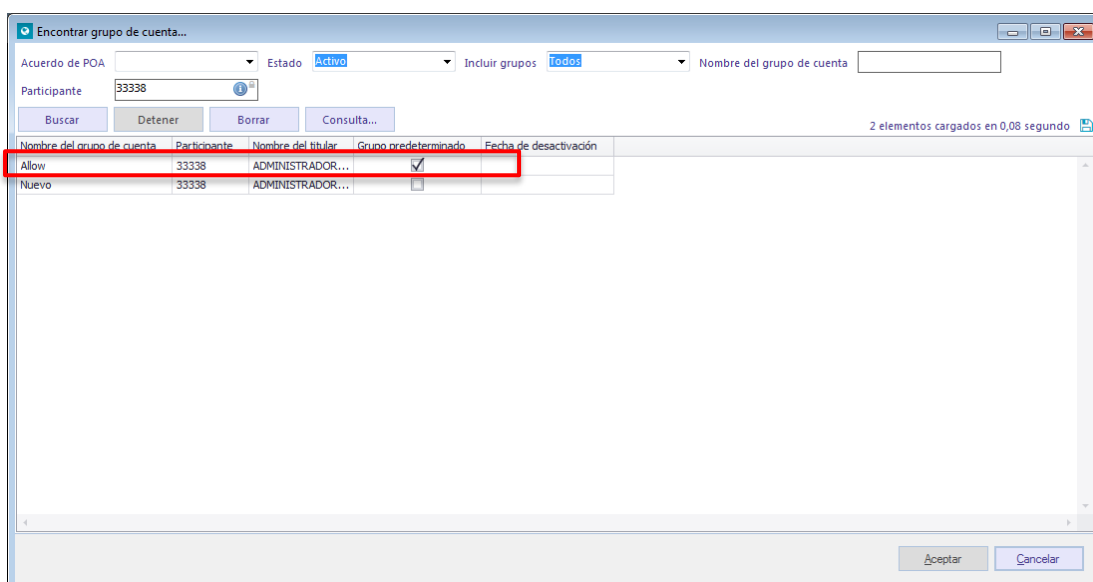 Encontrar grupo de cuenta...
Acuerdo de POA Estado Activo Incluir grupos Todos Nombre del grupo de cuenta
Participante 33338
Buscar Detener Borrar Consulta... 2 elementos cargados en 0,08 segundo
Nombre del grupo de cuenta Participante Nombre del titular Grupo predeterminado Fecha de desactivación
Allow 33338 ADMINISTRADOR...
Nuevo 33338 ADMINISTRADOR...
Aceptar Cancelar